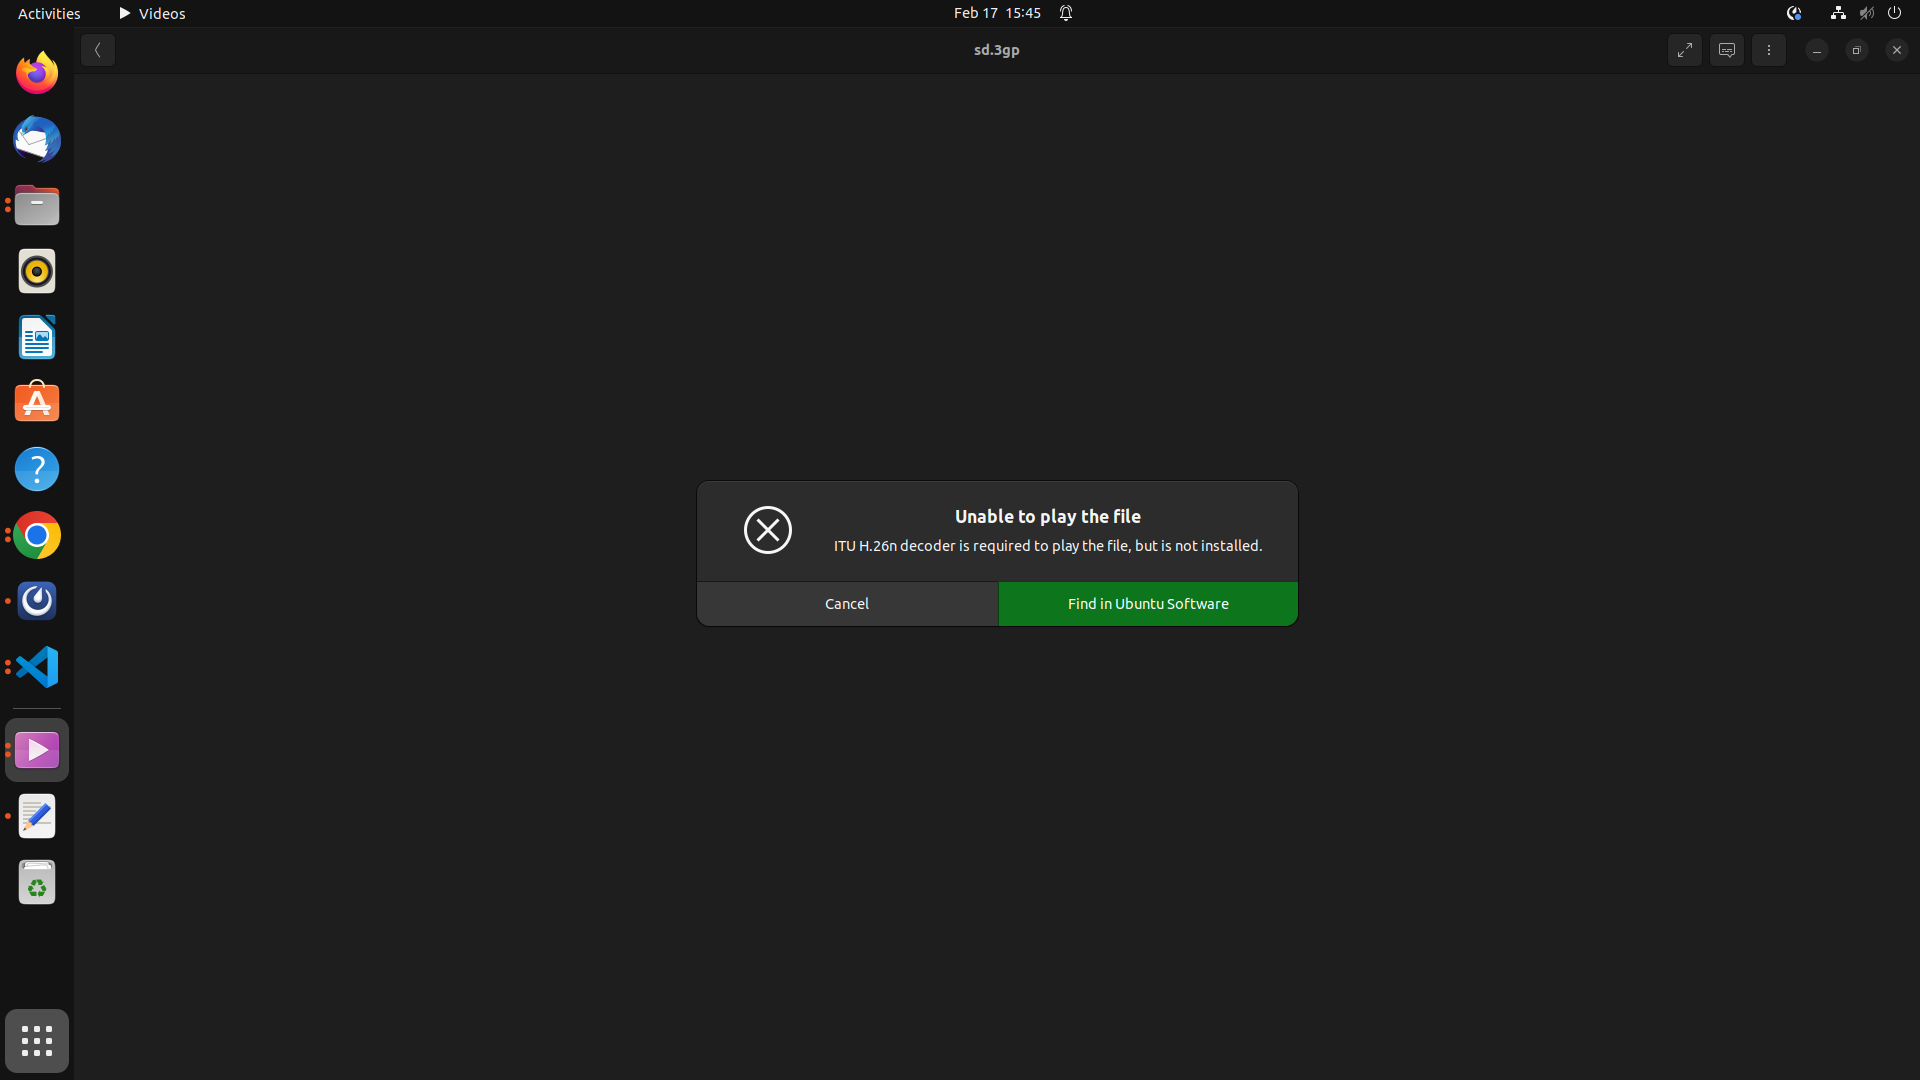 Activities
Videos
Feb 17 15:45
sd.3gp
Unable to play the file
ITU H.26n decoder is required to play the file, but is not installed.
Cancel
Find in Ubuntu Software